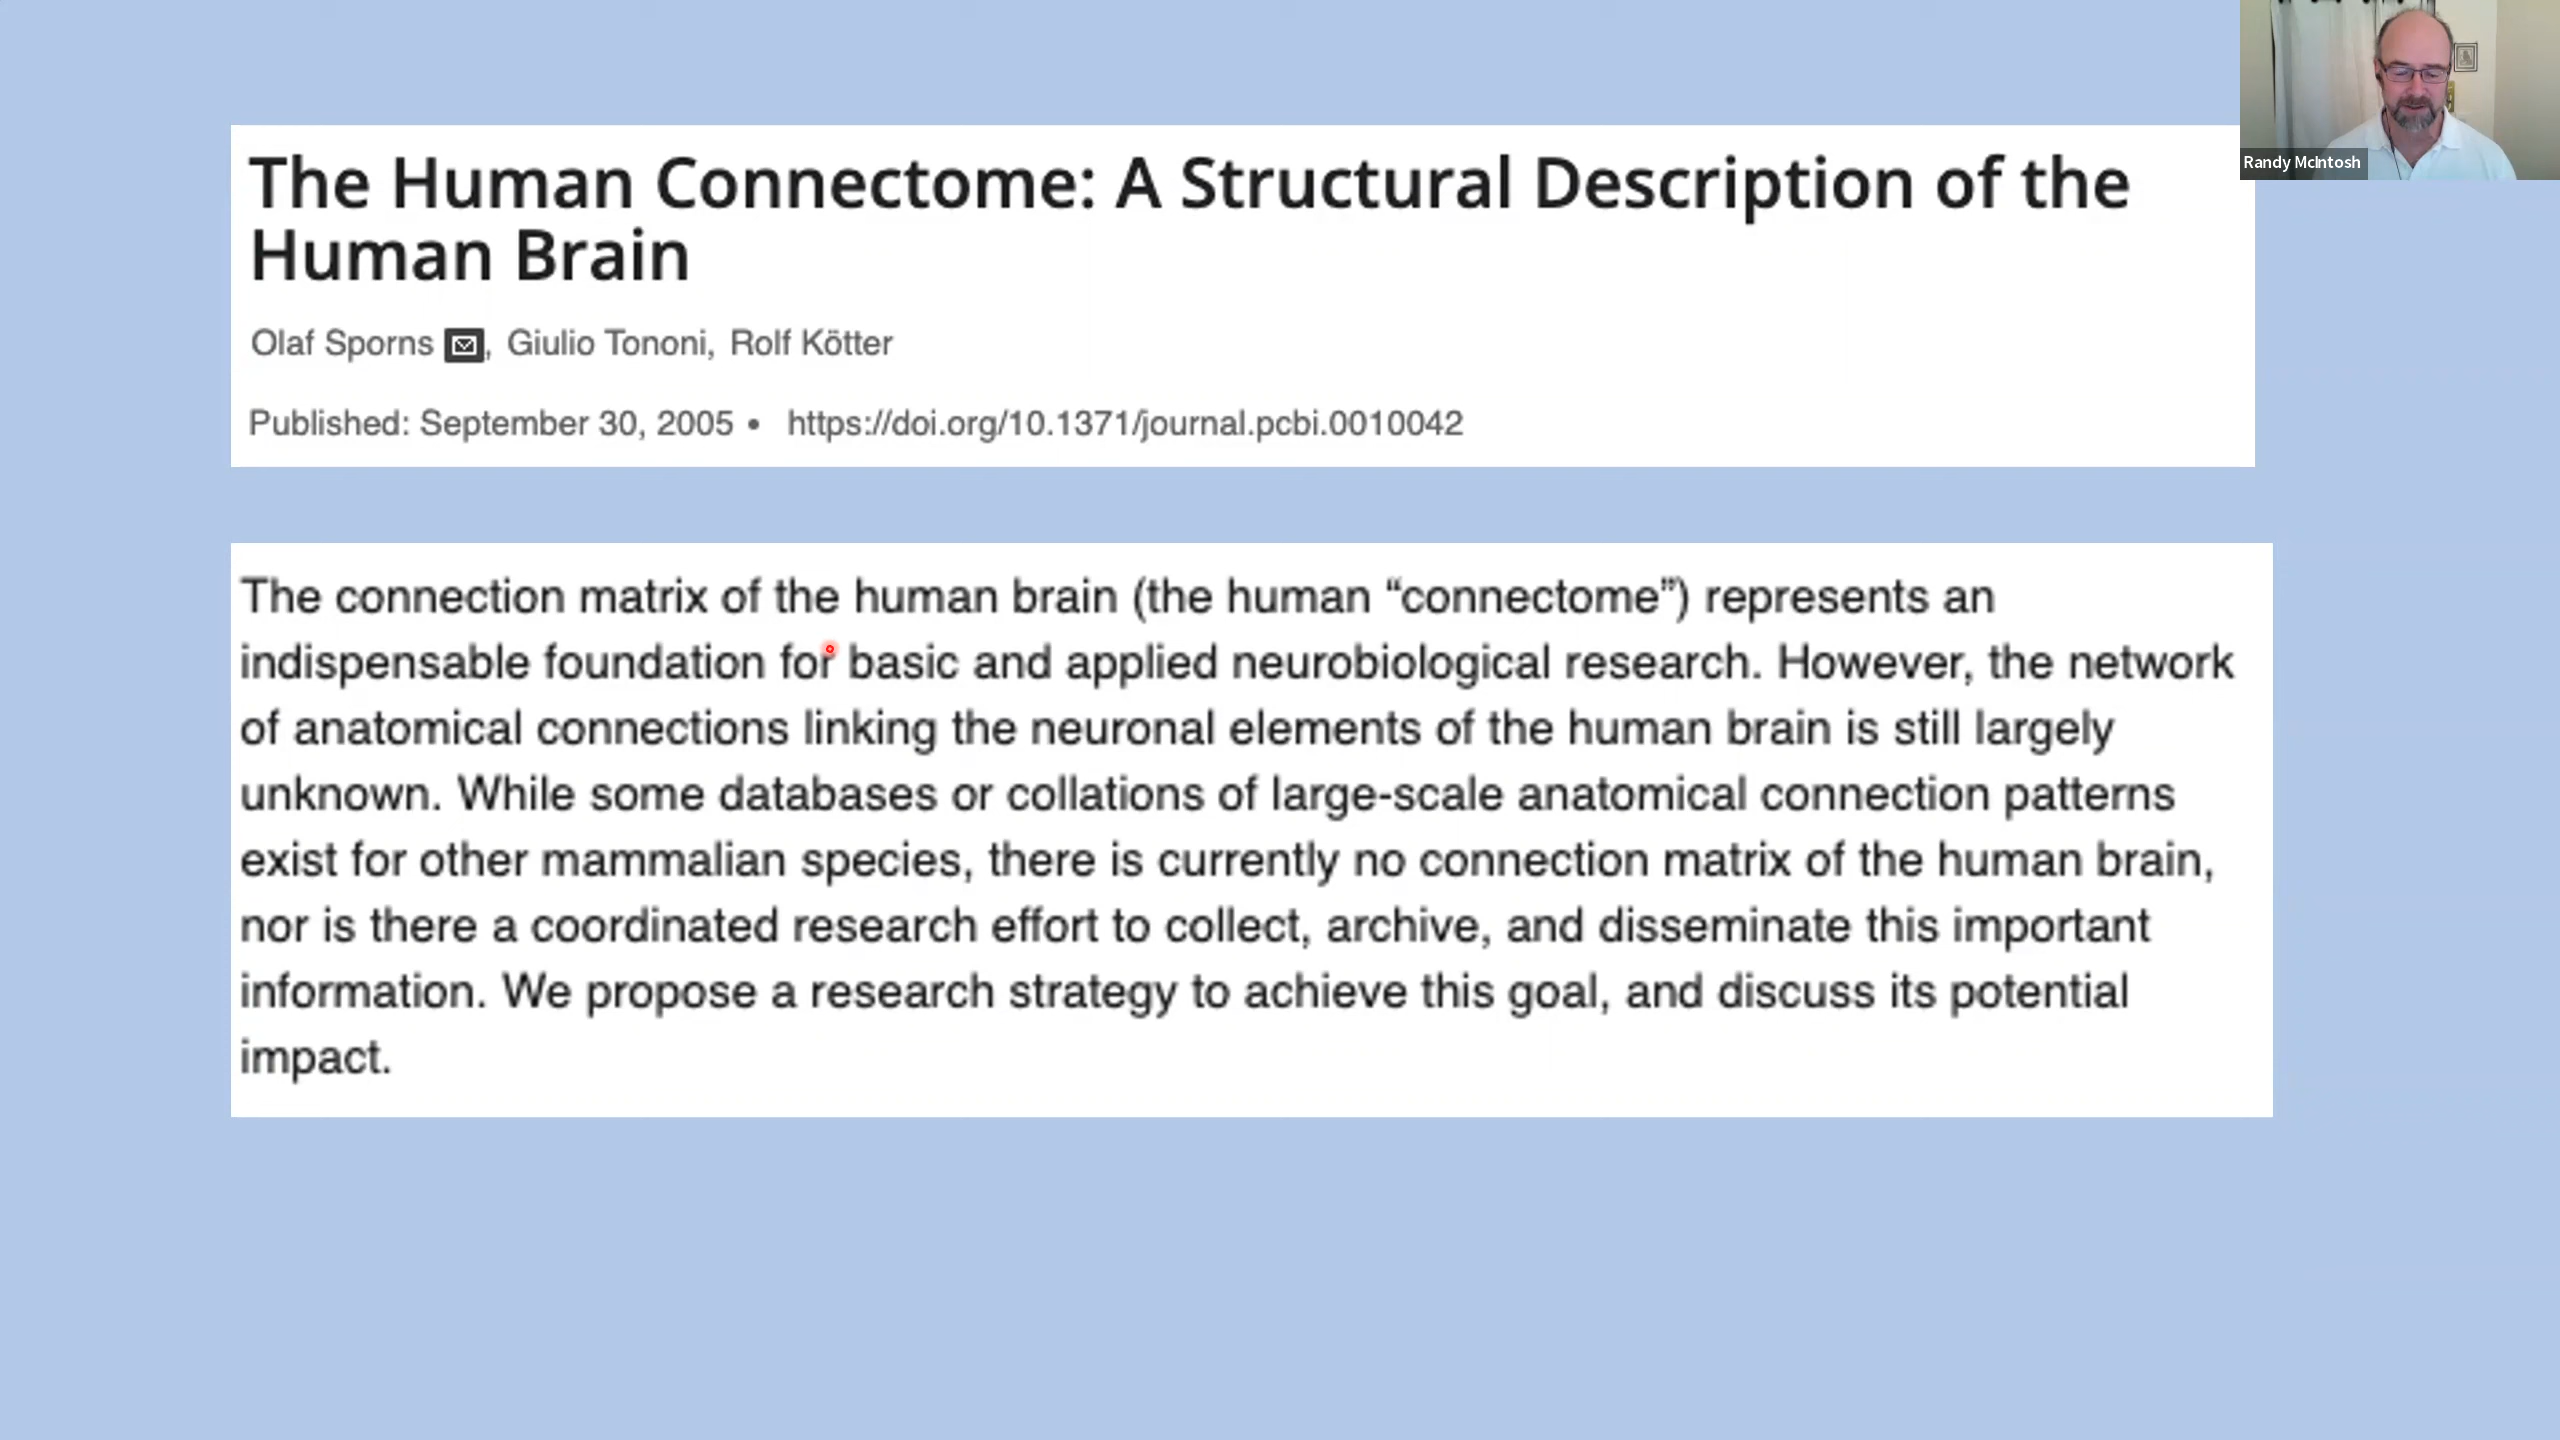 The Human Connectome: A Structural Description of the
Human Brain
Olaf Sporns , Giulio Tononi, Rolf Kötter
Published: September 30, 2005 • https://doi.org/10.1371/journal.pcbi.0010042
Randy McIntosh
The connection matrix of the human brain (the human “connectome”) represents an
indispensable foundation for basic and applied neurobiological research. However, the network
of anatomical connections linking the neuronal elements of the human brain is still largely
unknown. While some databases or collations of large-scale anatomical connection patterns
exist for other mammalian species, there is currently no connection matrix of the human brain,
nor is there a coordinated research effort to collect, archive, and disseminate this important
information. We propose a research strategy to achieve this goal, and discuss its potential
impact.